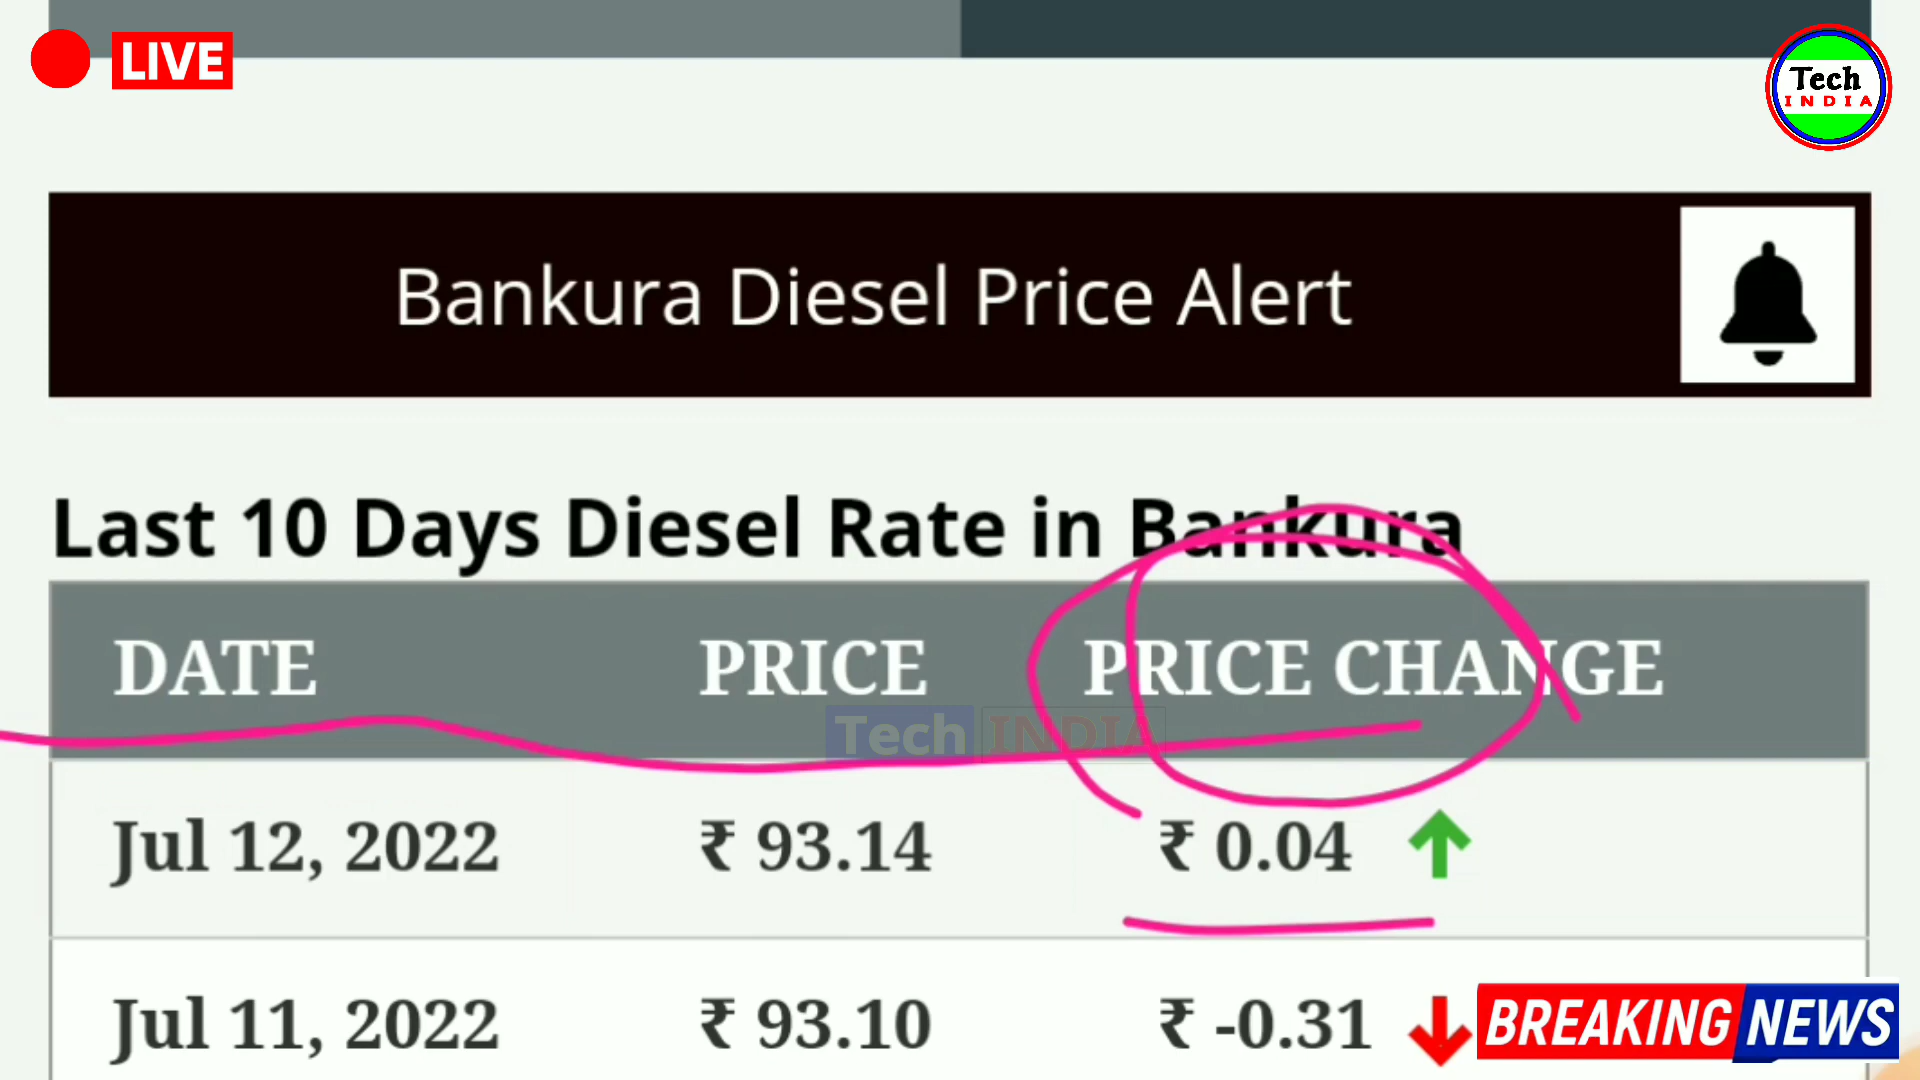 LIVE
Tech
INDIA
Bankura Diesel Price Alert
Last 10 Days Diesel Rate in Bankura
DATE PRICE PRICE CHANGE
Tech INDIA
Jul 12, 2022 ₹ 93.14 ₹ 0.04
Jul 11, 2022 ₹ 93.10 ₹ -0.31
BREAKING NEWS